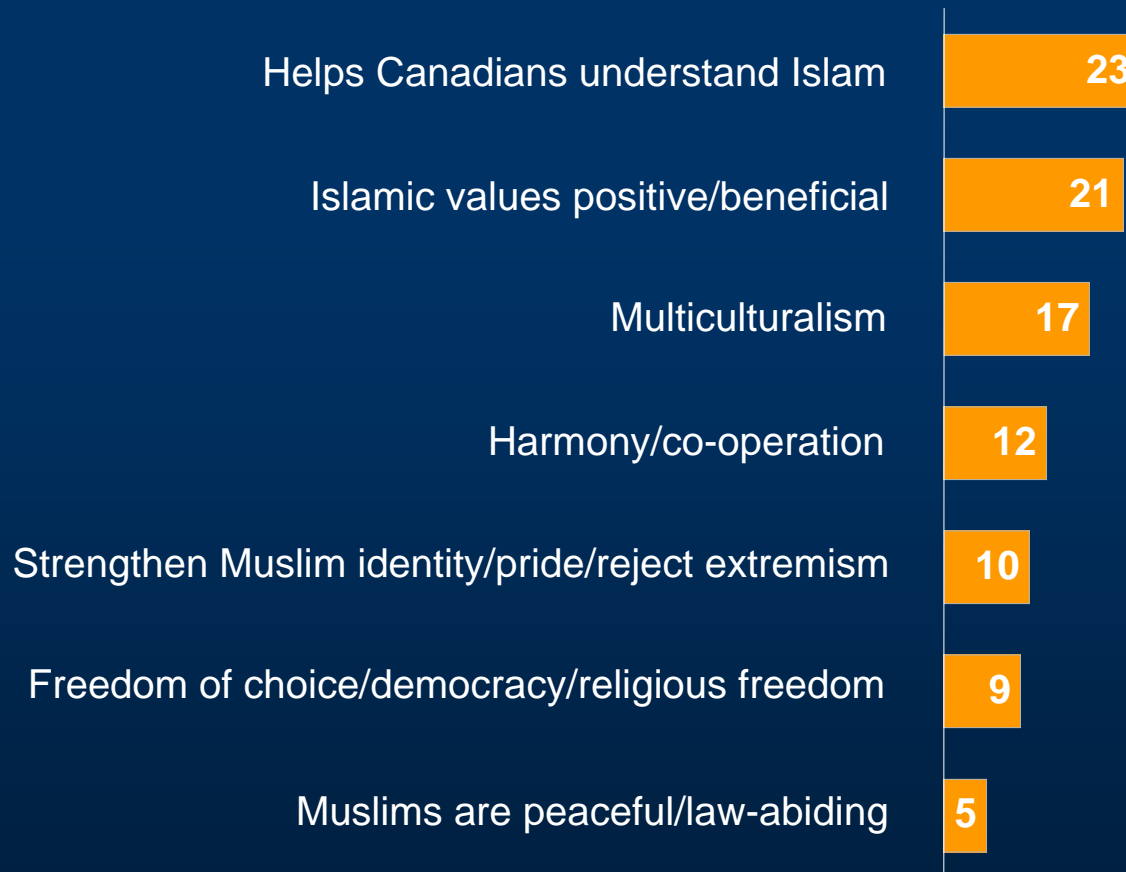 Helps Canadians understand Islam 23
Islamic values positive/beneficial 21
Multiculturalism 17
Harmony/co-operation 12
Strengthen Muslim identity/pride/reject extremism 10
Freedom of choice/democracy/religious freedom 9
Muslims are peaceful/law-abiding 5